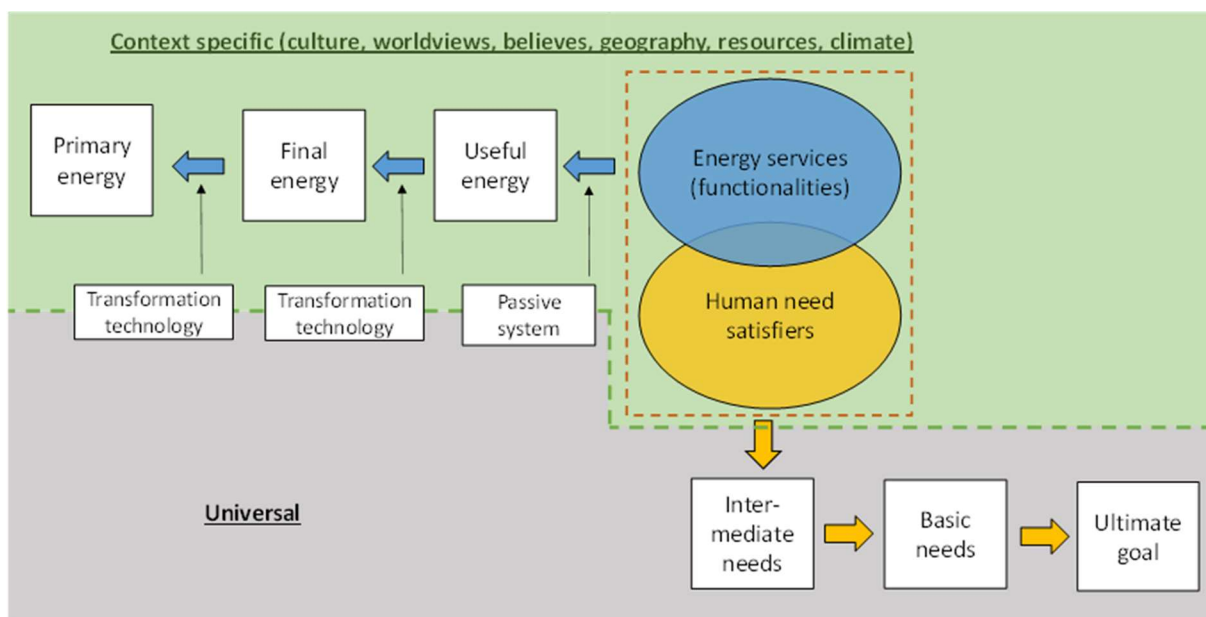 Context specific (culture, worldviews, believes, geography, resources, climate)
Primary
energy
Final
energy
Useful
energy
Energy services
(functionalities)
Transformation
technology
Transformation
technology
Passive
system
Human need
satisfiers
Universal
Inter-
mediate
needs
Basic
needs
Ultimate
goal